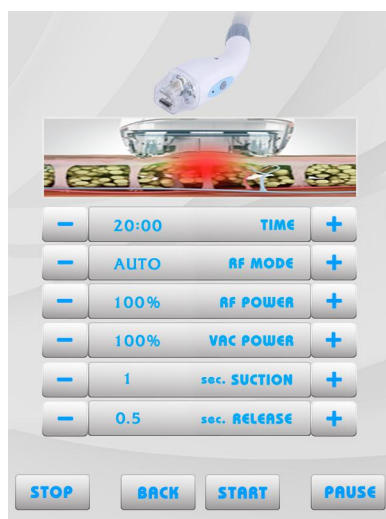 - 20:00 TIME +
- AUTO RF MODE +
- 100% RF POWER +
- 100% VAC POWER +
- 1 sec. SUCTION +
- 0.5 sec. RELEASE +
STOP BACK START PAUSE